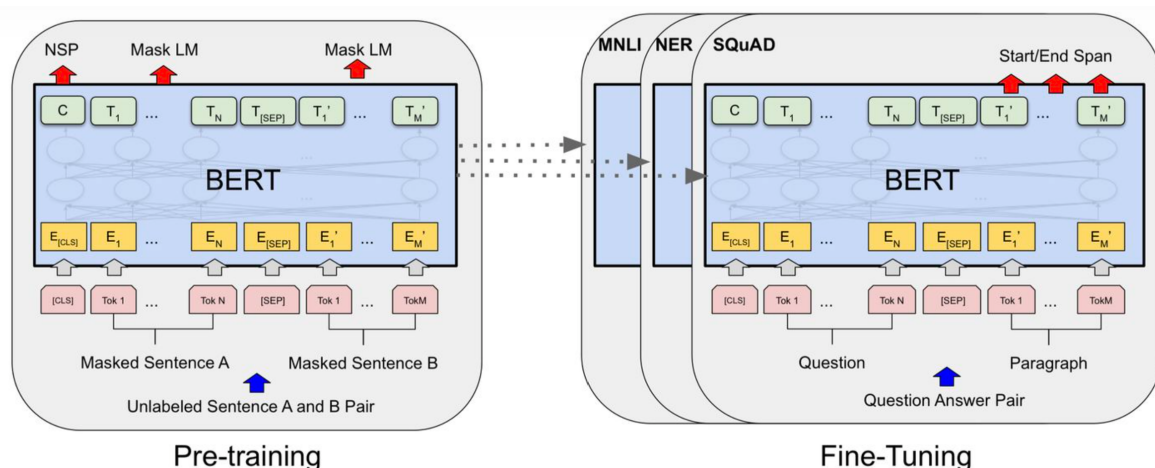 NSP Mask LM Mask LM
C T1 ... TN T[SEP] T1' ... TM'
...
BERT
...
E[CLS] E1 ... EN E[SEP] E1' ... EM'
[CLS] Tok 1 ... Tok N [SEP] Tok 1 ... TokM
Masked Sentence A Masked Sentence B
Unlabeled Sentence A and B Pair
Pre-training
MNLI NER SQuAD
Start/End Span
C T1 ... TN T[SEP] T1' ... TM'
...
BERT
...
E[CLS] E1 ... EN E[SEP] E1' ... EM'
[CLS] Tok 1 ... Tok N [SEP] Tok 1 ... TokM
Question Paragraph
Question Answer Pair
Fine-Tuning